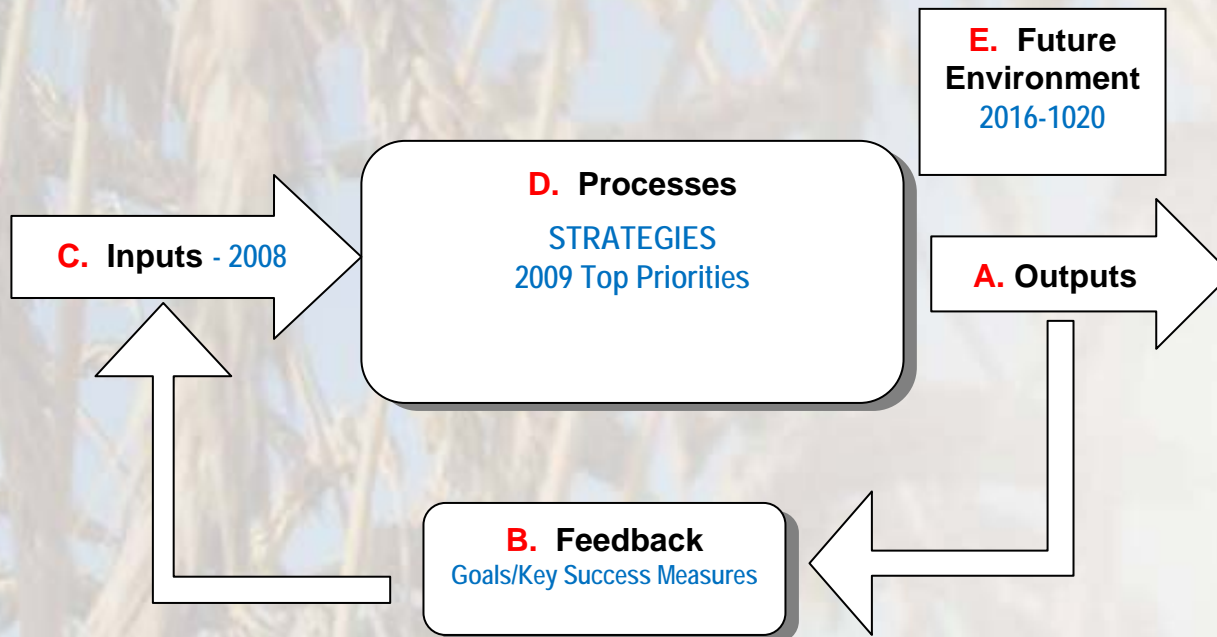 E. Future
Environment
2016-1020
D. Processes
STRATEGIES
2009 Top Priorities
C. Inputs - 2008
A. Outputs
B. Feedback
Goals/Key Success Measures